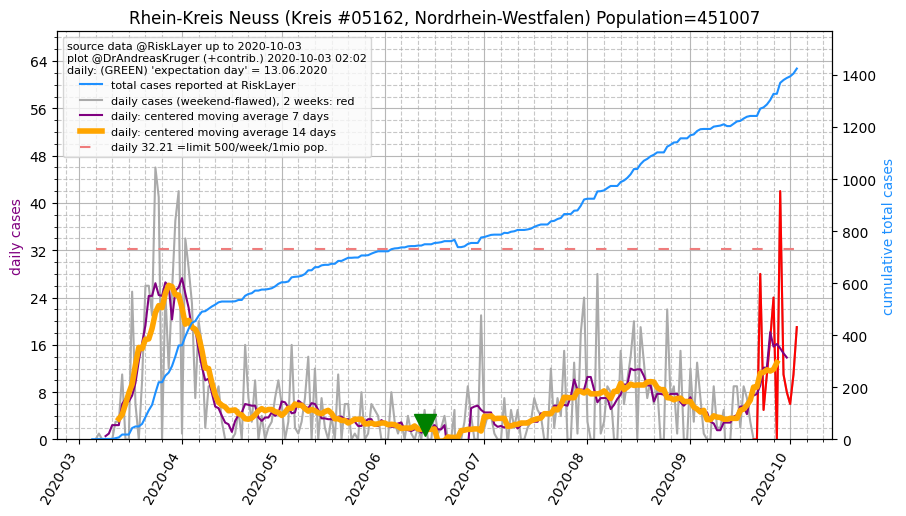 Rhein-Kreis Neuss (Kreis #05162, Nordrhein-Westfalen) Population=451007
source data @RiskLayer up to 2020-10-03
plot @DrAndreasKruger (+contrib.) 2020-10-03 02:02
daily: (GREEN) 'expectation day' = 13.06.2020
total cases reported at RiskLayer
daily cases (weekend-flawed), 2 weeks: red
daily: centered moving average 7 days
daily: centered moving average 14 days
daily 32.21 =limit 500/week/1mio pop.
daily cases
64
56
48
40
32
24
16
8
0
cumulative total cases
1400
1200
1000
800
600
400
200
0
2020-03
2020-04
2020-05
2020-06
2020-07
2020-08
2020-09
2020-10